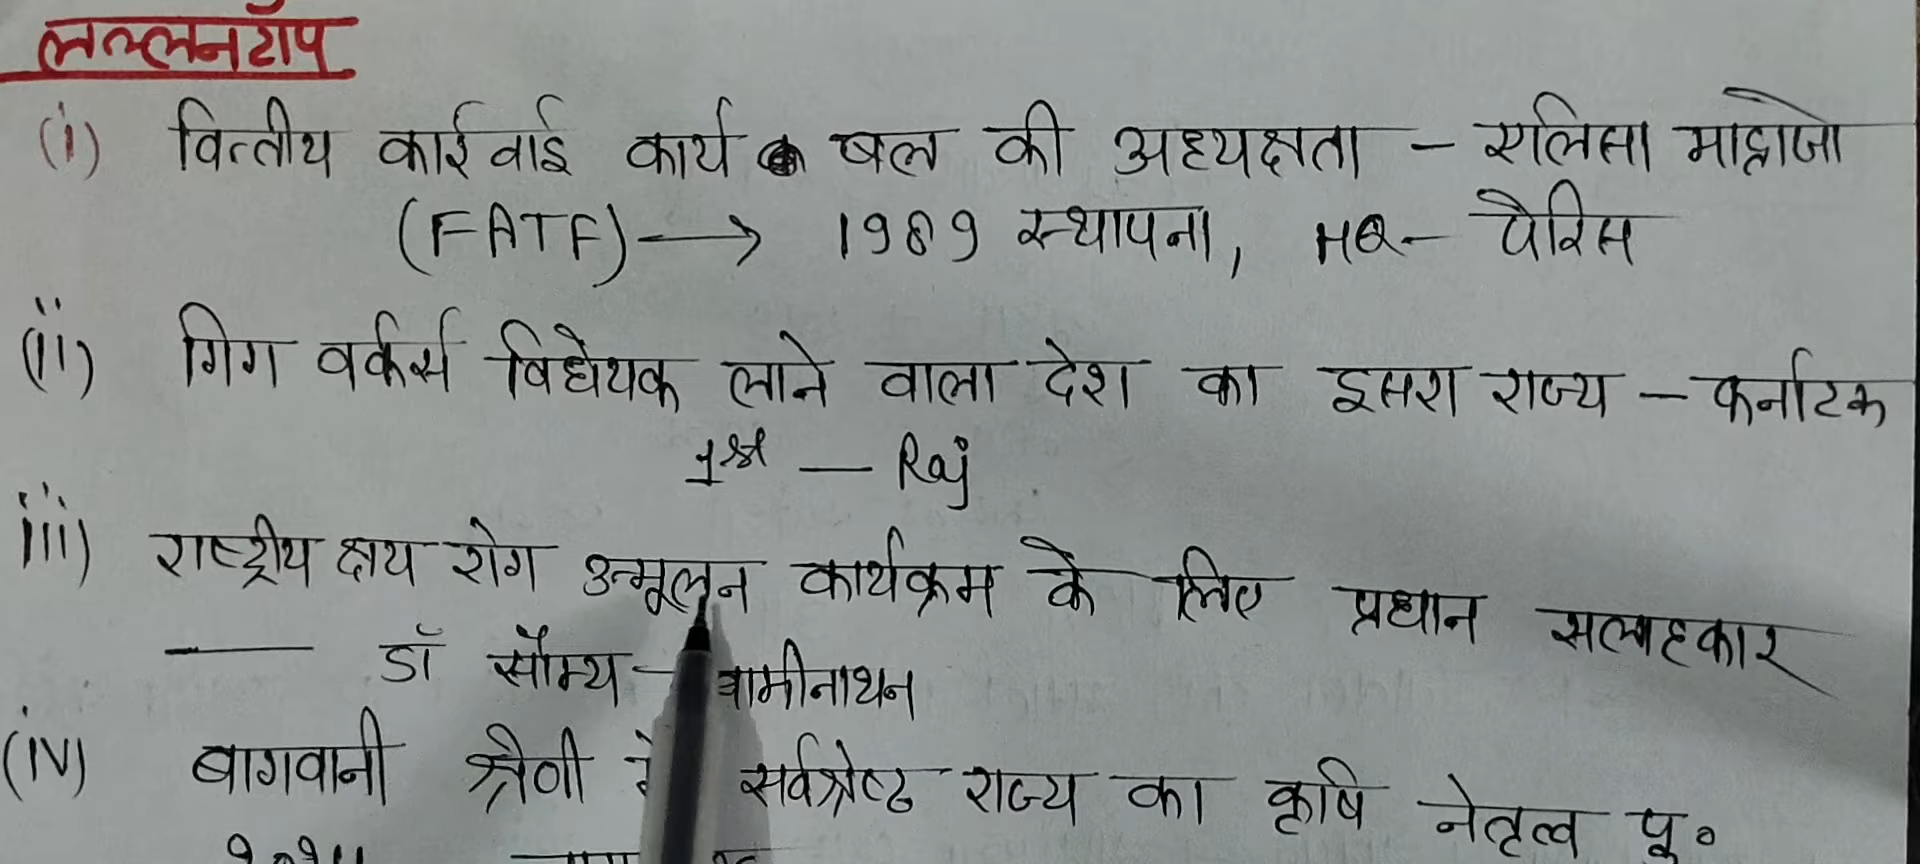 लल्लनटॉप
(i) वित्तीय कार्रवाई कार्य बल की अध्यक्षता – एलिसा माद्राजो
(FATF) → 1989 स्थापना, HQ – पेरिस
(ii) गिग वर्कर्स विधेयक लाने वाला देश का दूसरा राज्य – कर्नाटक
1st — Raj
iii) राष्ट्रीय क्षय रोग उन्मूलन कार्यक्रम के लिए प्रधान सलाहकार
— डॉ सौम्य
(iv) बागवानी श्रेणी सर्वश्रेष्ठ राज्य का कृषि नेतृत्व पु०